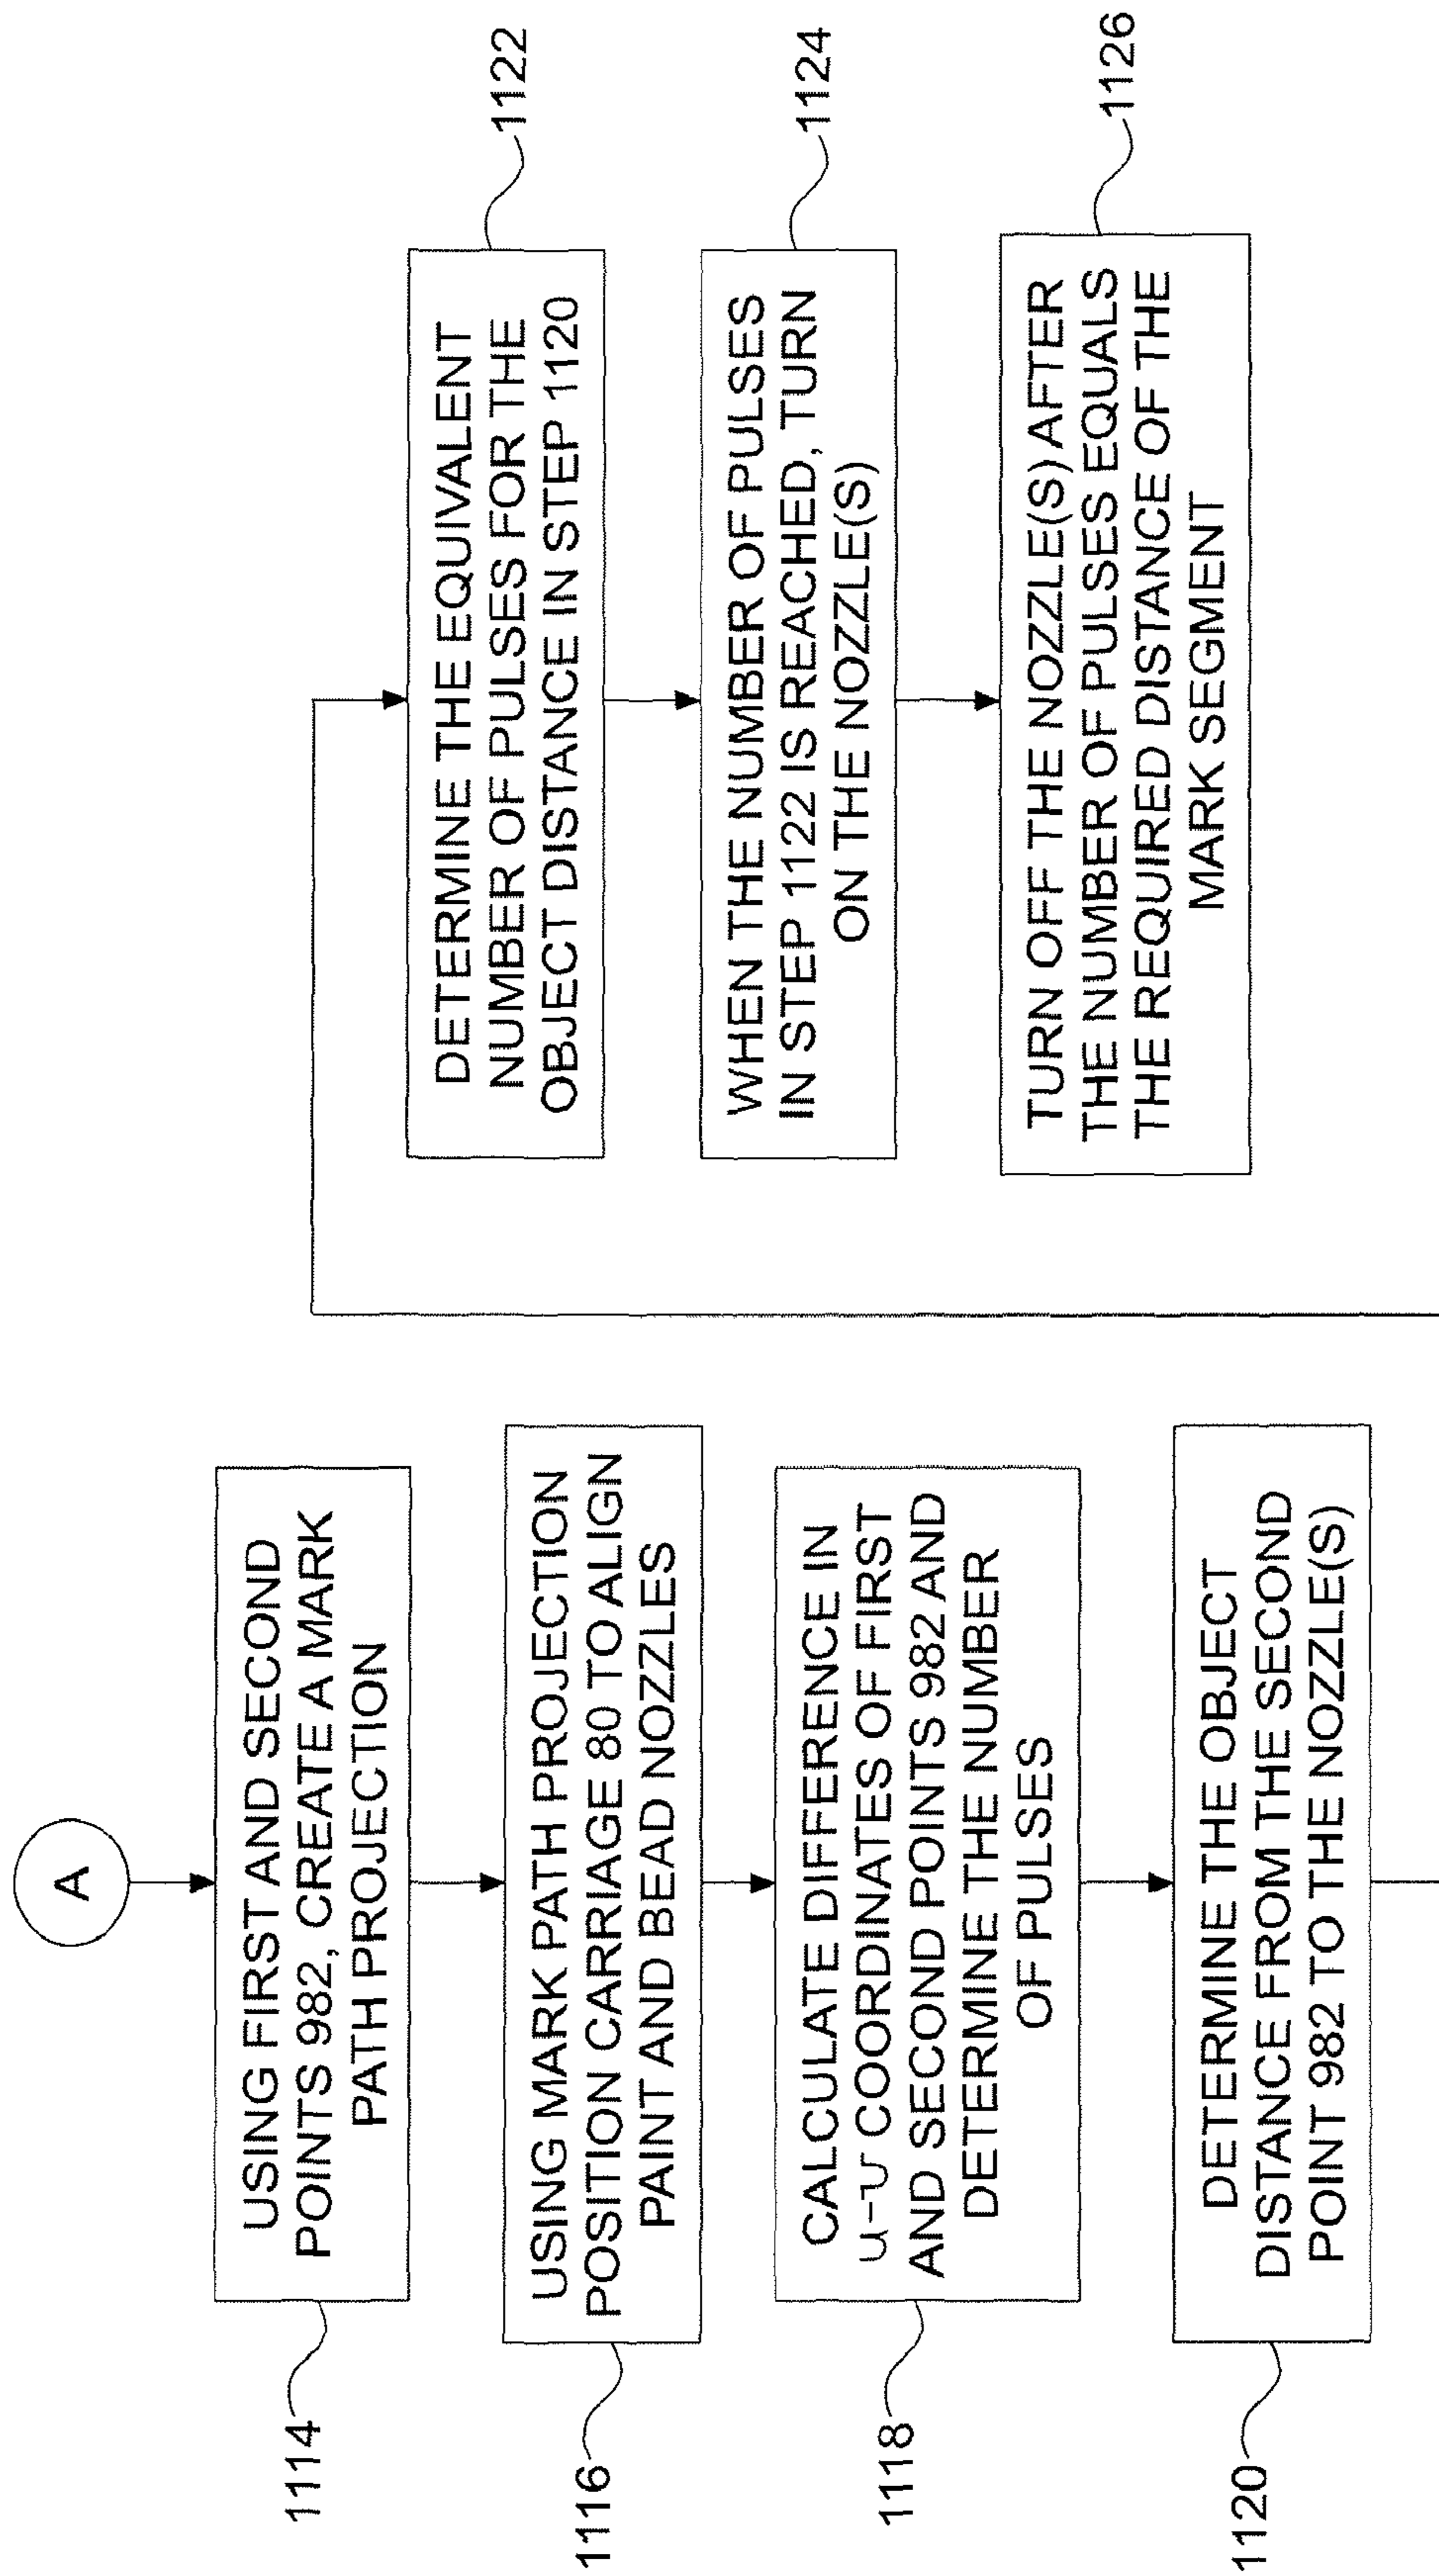 A
USING FIRST AND SECOND
POINTS 982, CREATE A MARK
PATH PROJECTION
1114
USING MARK PATH PROJECTION
POSITION CARRIAGE 80 TO ALIGN
PAINT AND BEAD NOZZLES
1116
CALCULATE DIFFERENCE IN
u-v COORDINATES OF FIRST
AND SECOND POINTS 982 AND
DETERMINE THE NUMBER
OF PULSES
1118
DETERMINE THE OBJECT
DISTANCE FROM THE SECOND
POINT 982 TO THE NOZZLE(S)
1120
DETERMINE THE EQUIVALENT
NUMBER OF PULSES FOR THE
OBJECT DISTANCE IN STEP 1120
1122
WHEN THE NUMBER OF PULSES
IN STEP 1122 IS REACHED, TURN
ON THE NOZZLE(S)
1124
TURN OFF THE NOZZLE(S) AFTER
THE NUMBER OF PULSES EQUALS
THE REQUIRED DISTANCE OF THE
MARK SEGMENT
1126